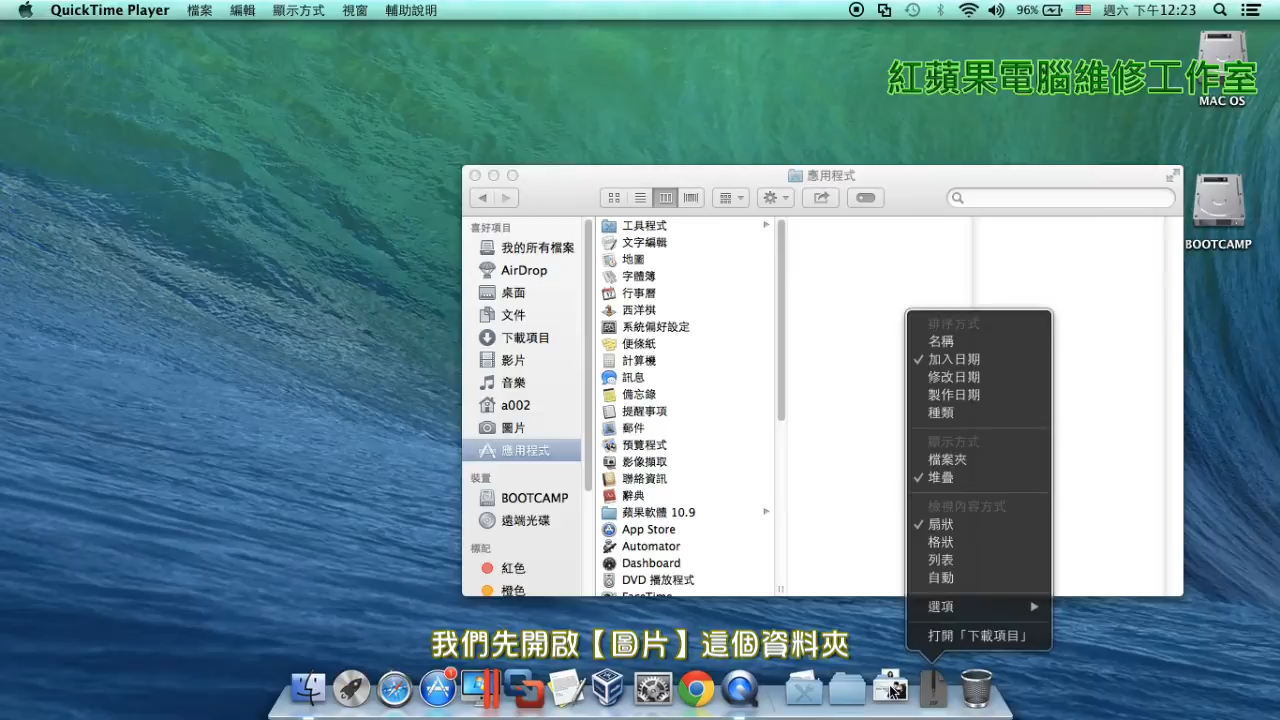 QuickTime Player 檔案 編輯 顯示方式 視窗 輔助說明 96% 週六 下午12:23
紅蘋果電腦維修工作室
MAC OS
應用程式
BOOTCAMP
喜好項目
我的所有檔案
AirDrop
桌面
文件
下載項目
影片
音樂
a002
圖片
應用程式
裝置
BOOTCAMP
遠端光碟
標記
紅色
橙色
工具程式
文字編輯
地圖
字體簿
行事曆
西洋棋
系統偏好設定
便條紙
計算機
訊息
備忘錄
提醒事項
郵件
預覽程式
影像擷取
聯絡資訊
辭典
蘋果軟體 10.9
App Store
Automator
Dashboard
DVD 播放程式
FaceTime
排序方式
名稱
加入日期
修改日期
製作日期
種類
顯示方式
檔案夾
堆疊
檢視內容方式
扇狀
格狀
列表
自動
選項
打開「下載項目」
我們先開啟【圖片】這個資料夾
1
ZIP